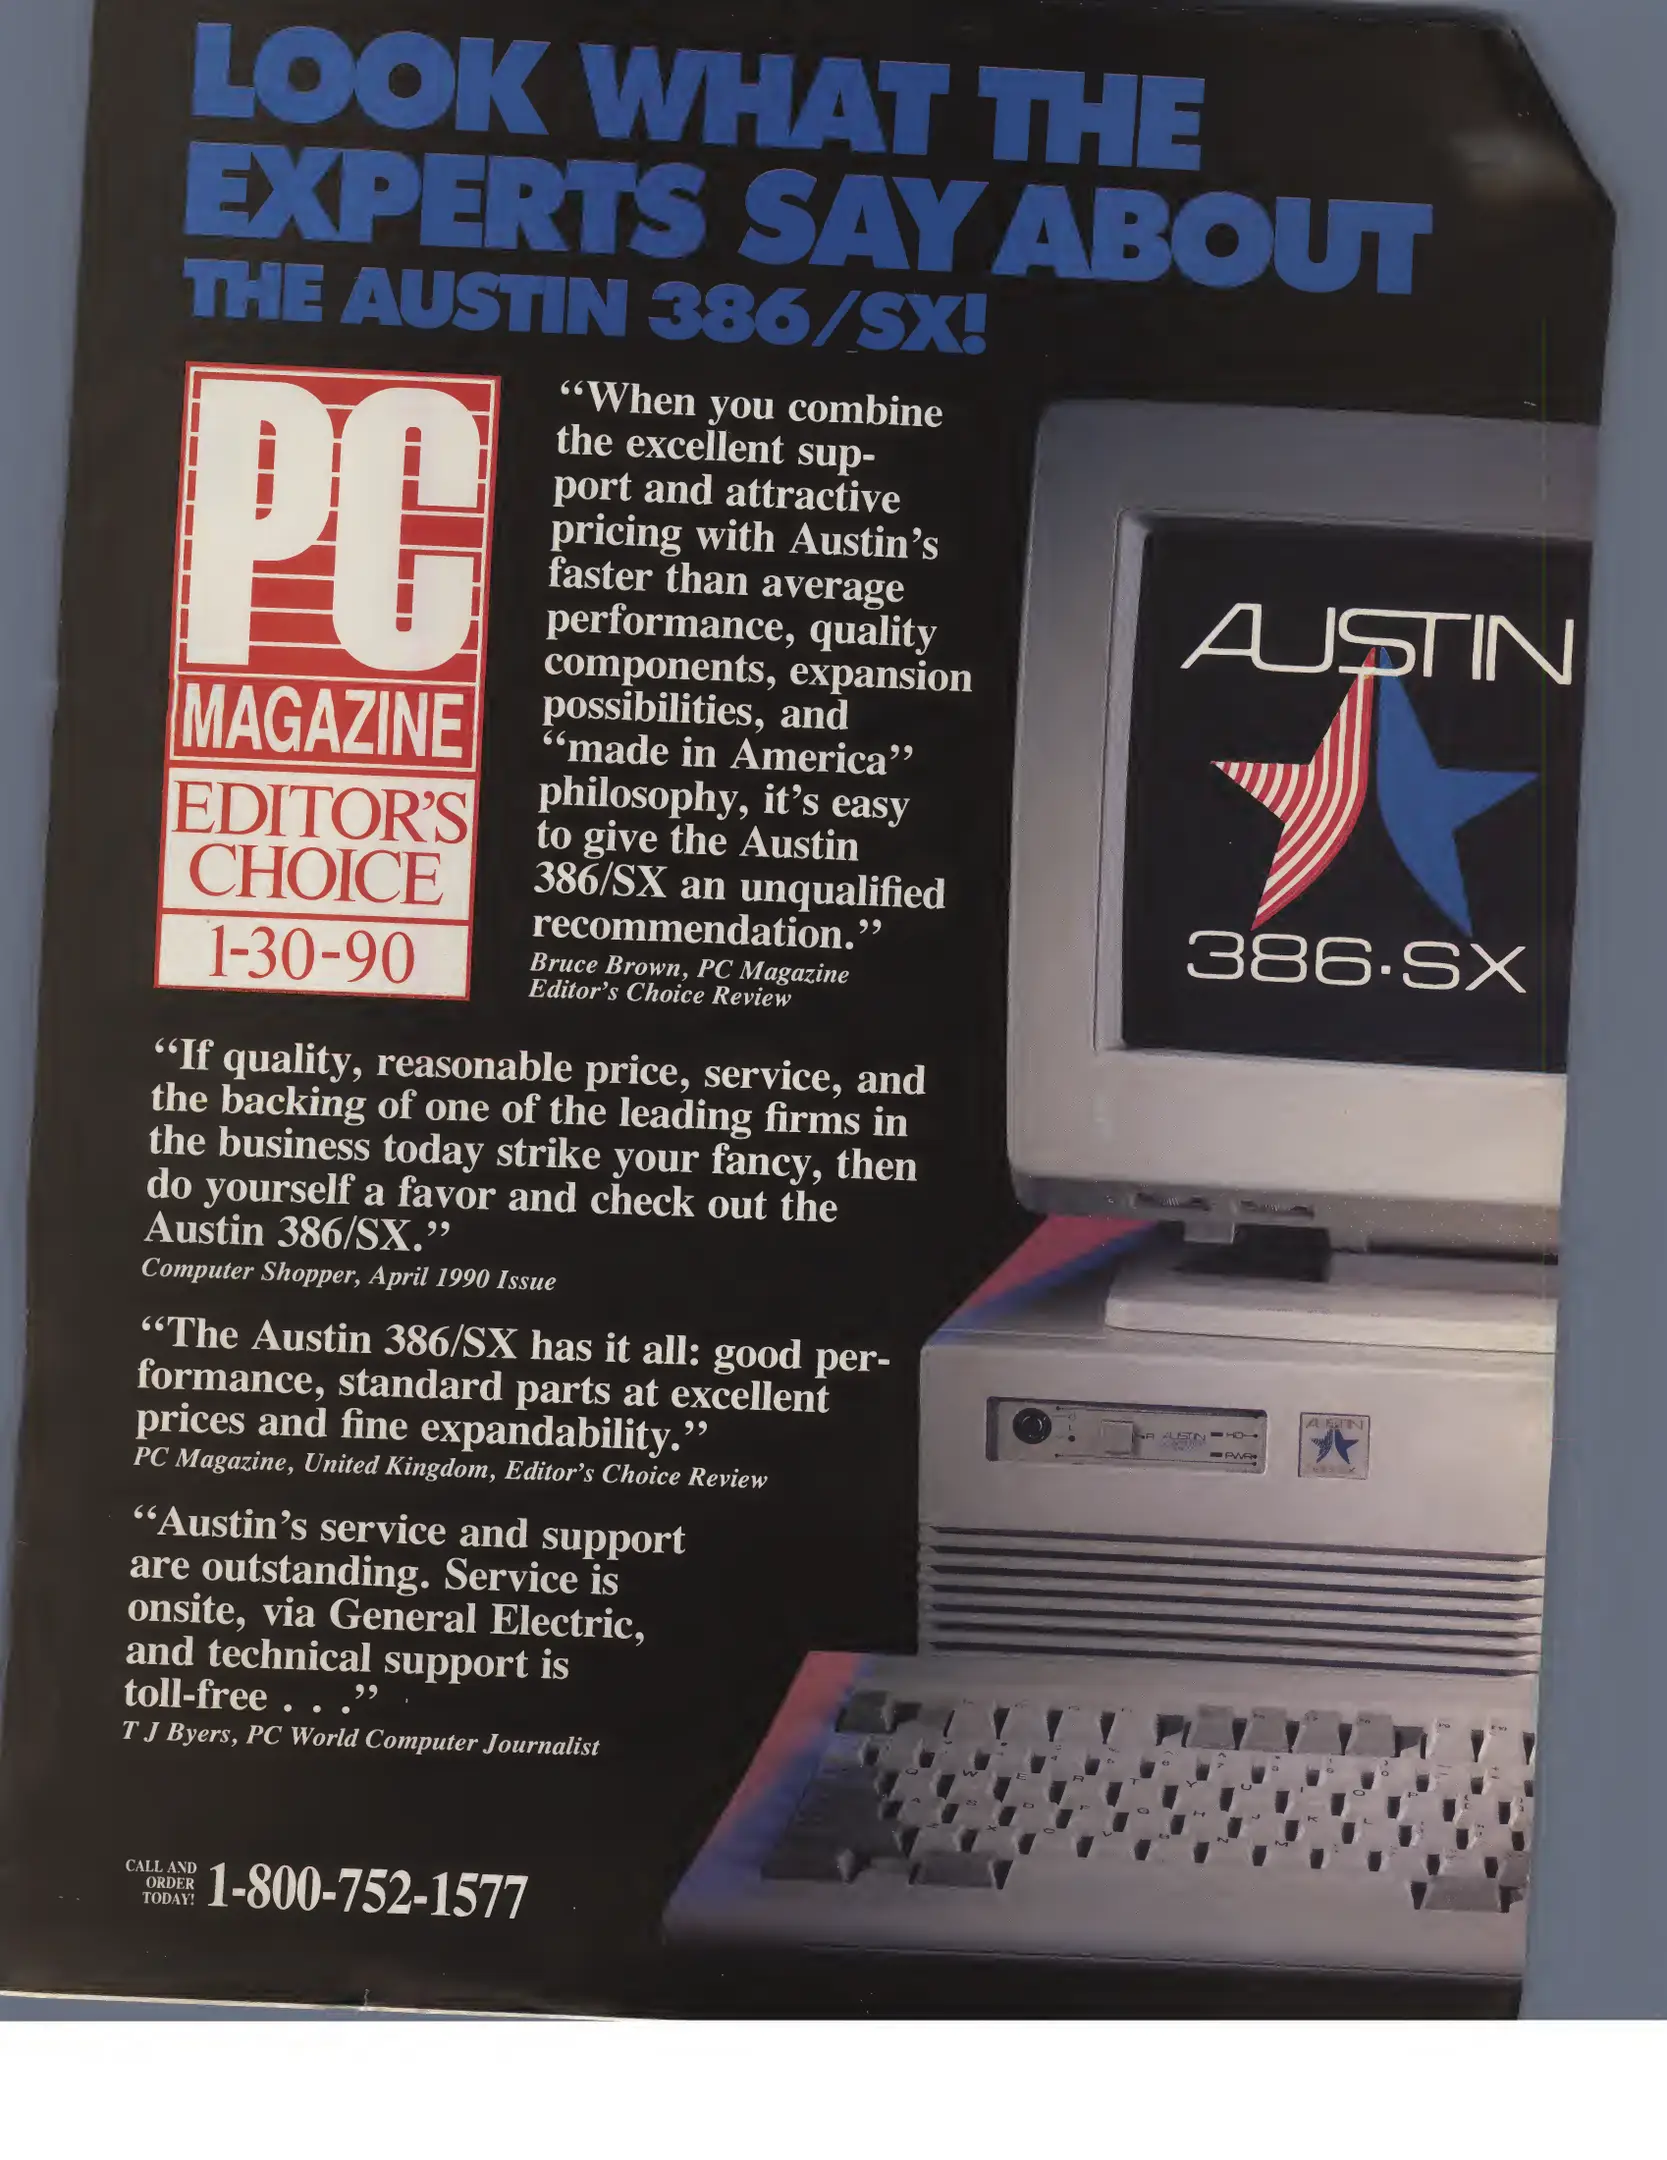 LOOK WHAT THE
EXPERTS SAY ABOUT
THE AUSTIN 386/SX!
PC
MAGAZINE
EDITOR'S
CHOICE
1-30-90
“When you combine
the excellent sup-
port and attractive
pricing with Austin's
faster than average
performance, quality
components, expansion
possibilities, and
“made in America”
philosophy, it's easy
to give the Austin
386/SX an unqualified
recommendation.”
Bruce Brown, PC Magazine
Editor's Choice Review
“If quality, reasonable price, service, and
the backing of one of the leading firms in
the business today strike your fancy, then
do yourself a favor and check out the
Austin 386/SX.”
Computer Shopper, April 1990 Issue
“The Austin 386/SX has it all: good per-
formance, standard parts at excellent
prices and fine expandability.”
PC Magazine, United Kingdom, Editor's Choice Review
“Austin's service and support
are outstanding. Service is
onsite, via General Electric,
and technical support is
toll-free . . .”
T J Byers, PC World Computer Journalist
CALL AND
ORDER
TODAY!
1-800-752-1577
AUSTIN
386·SX
AUSTIN
HD
PWR
AUSTIN
Q W E R T Y U I O P
A S D F G H J K L
X C V B N M